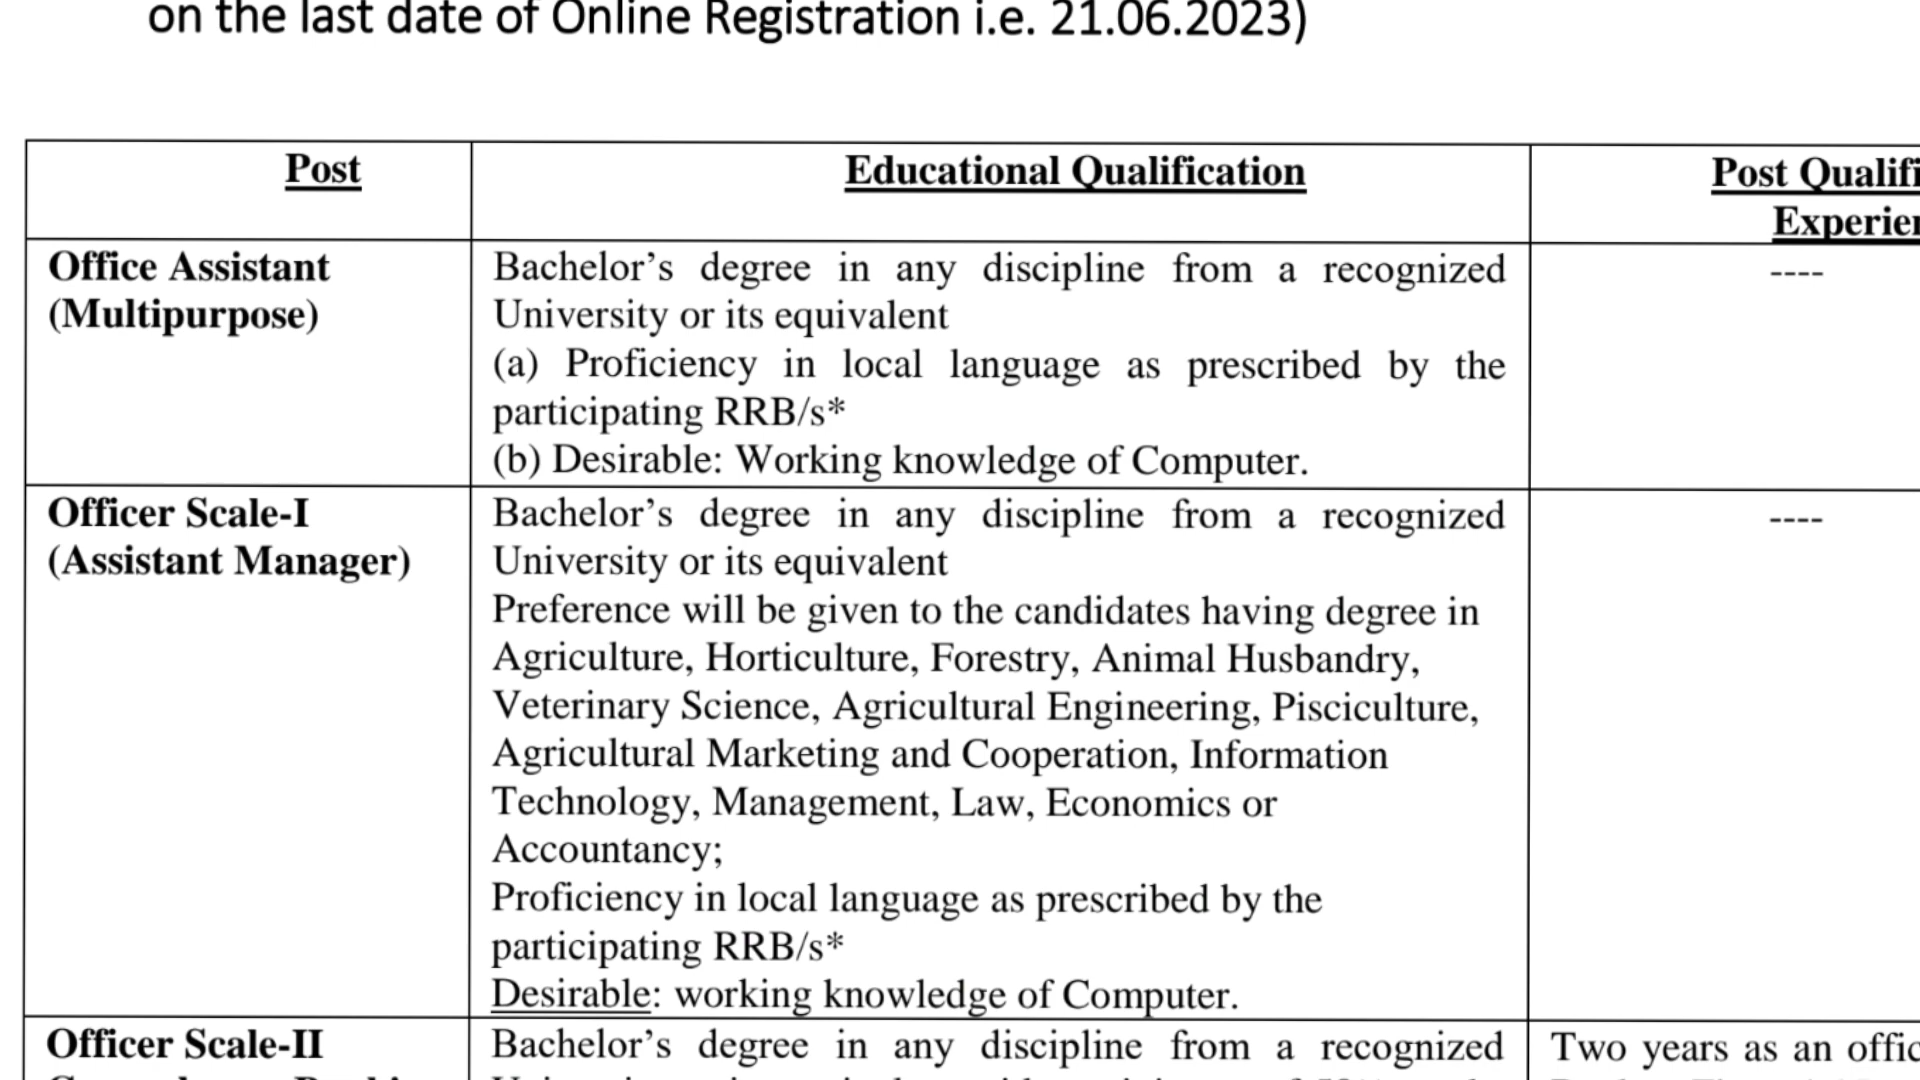 on the last date of Online Registration i.e. 21.06.2023)
Post
Educational Qualification
Post Qualifi
Experien
Office Assistant
(Multipurpose)
Bachelor’s degree in any discipline from a recognized
University or its equivalent
(a) Proficiency in local language as prescribed by the
participating RRB/s*
(b) Desirable: Working knowledge of Computer.
----
Officer Scale-I
(Assistant Manager)
Bachelor’s degree in any discipline from a recognized
University or its equivalent
Preference will be given to the candidates having degree in
Agriculture, Horticulture, Forestry, Animal Husbandry,
Veterinary Science, Agricultural Engineering, Pisciculture,
Agricultural Marketing and Cooperation, Information
Technology, Management, Law, Economics or
Accountancy;
Proficiency in local language as prescribed by the
participating RRB/s*
Desirable: working knowledge of Computer.
----
Officer Scale-II
Bachelor’s degree in any discipline from a recognized
Two years as an offic